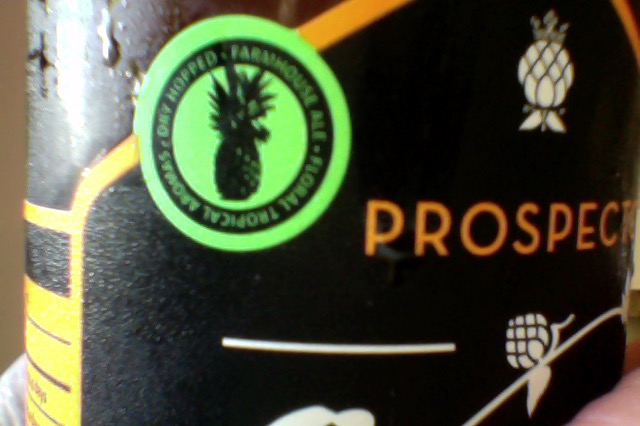 DRY HOPPED • FARMHOUSE ALE • FLORAL TROPICAL AROMAS •
PROSPECT